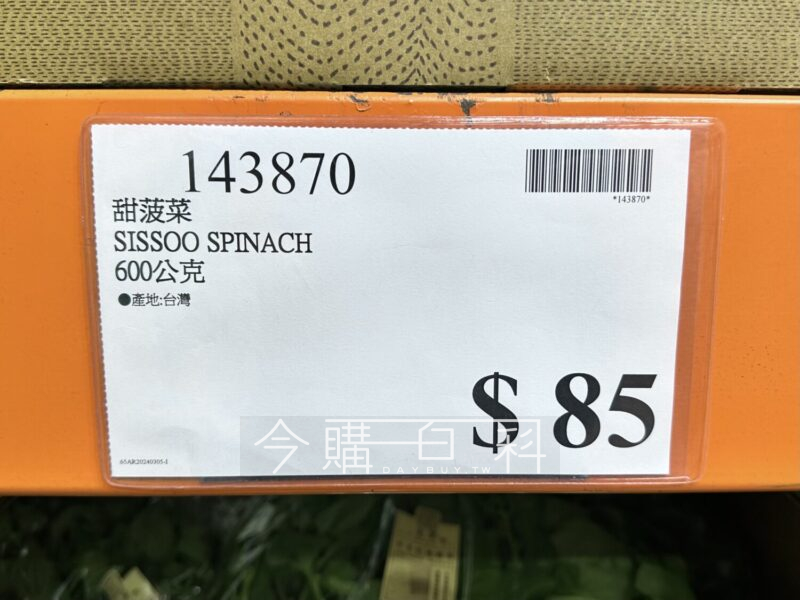 143870
*143870*
甜菠菜
SISSOO SPINACH
600公克
●產地:台灣
$ 85
今購百科
DAYBUY.TW
65AR20240305-I